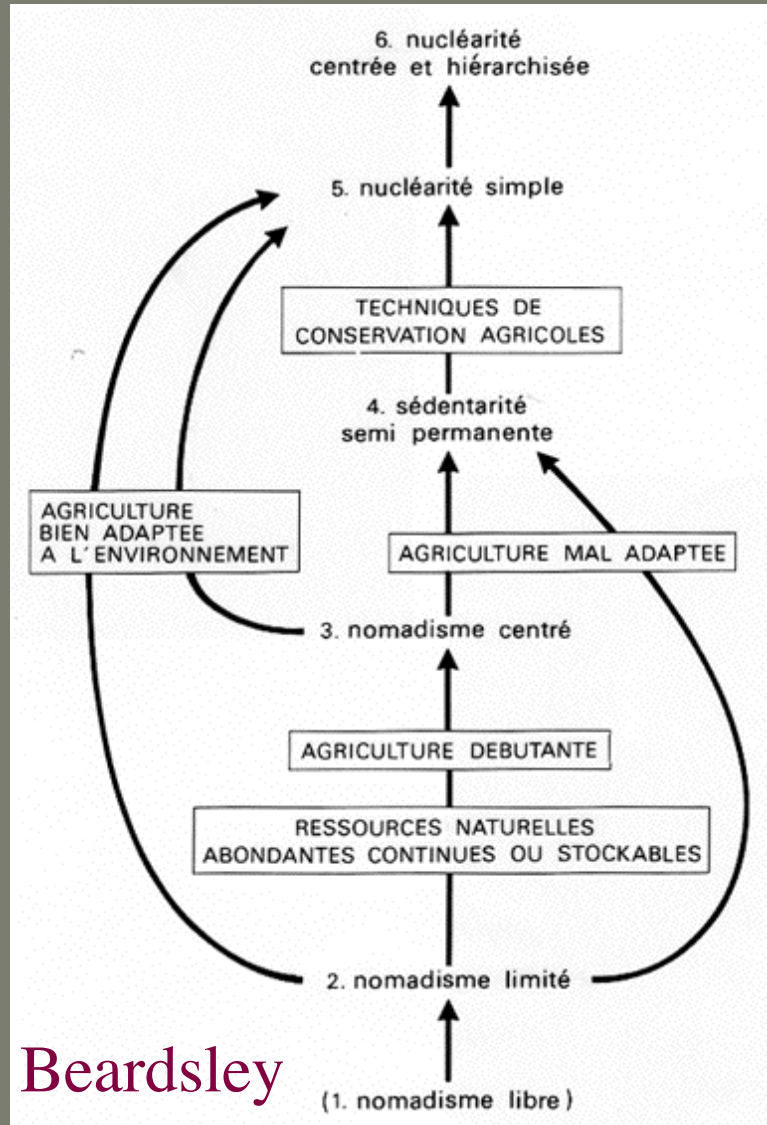 6. nucléarité
centrée et hiérarchisée
5. nucléarité simple
TECHNIQUES DE
CONSERVATION AGRICOLES
4. sédentarité
semi permanente
AGRICULTURE
BIEN ADAPTEE
A L'ENVIRONNEMENT
AGRICULTURE MAL ADAPTEE
3. nomadisme centré
AGRICULTURE DEBUTANTE
RESSOURCES NATURELLES
ABONDANTES CONTINUES OU STOCKABLES
2. nomadisme limité
Beardsley
(1. nomadisme libre)